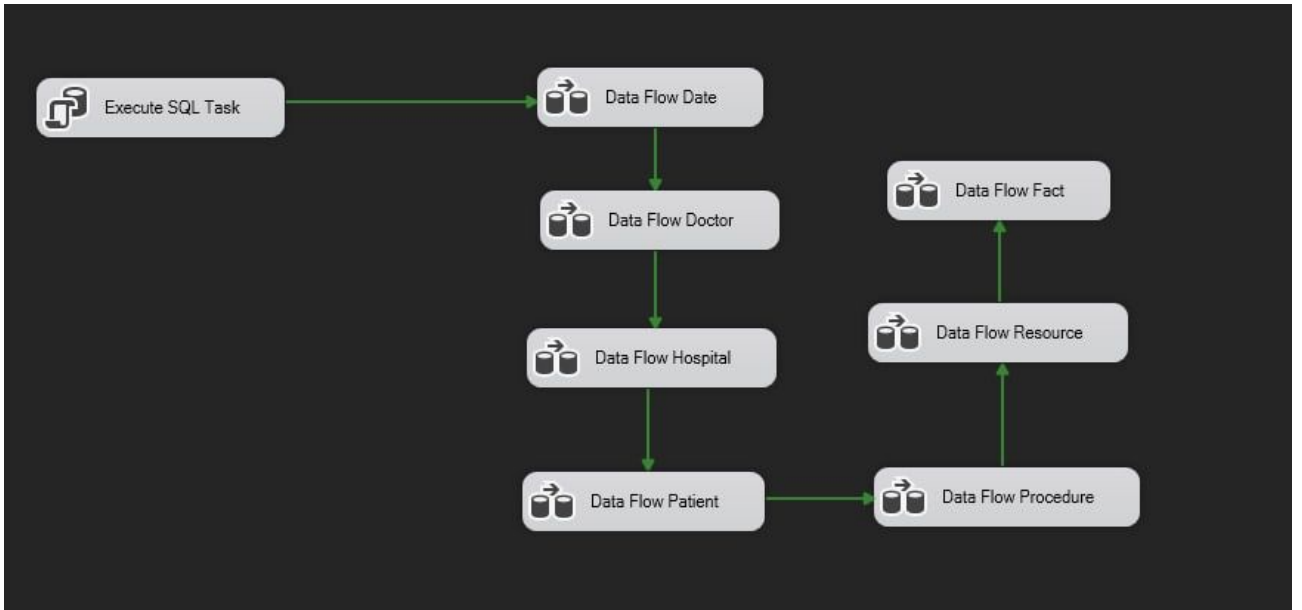 Execute SQL Task
Data Flow Date
Data Flow Doctor
Data Flow Hospital
Data Flow Patient
Data Flow Procedure
Data Flow Resource
Data Flow Fact